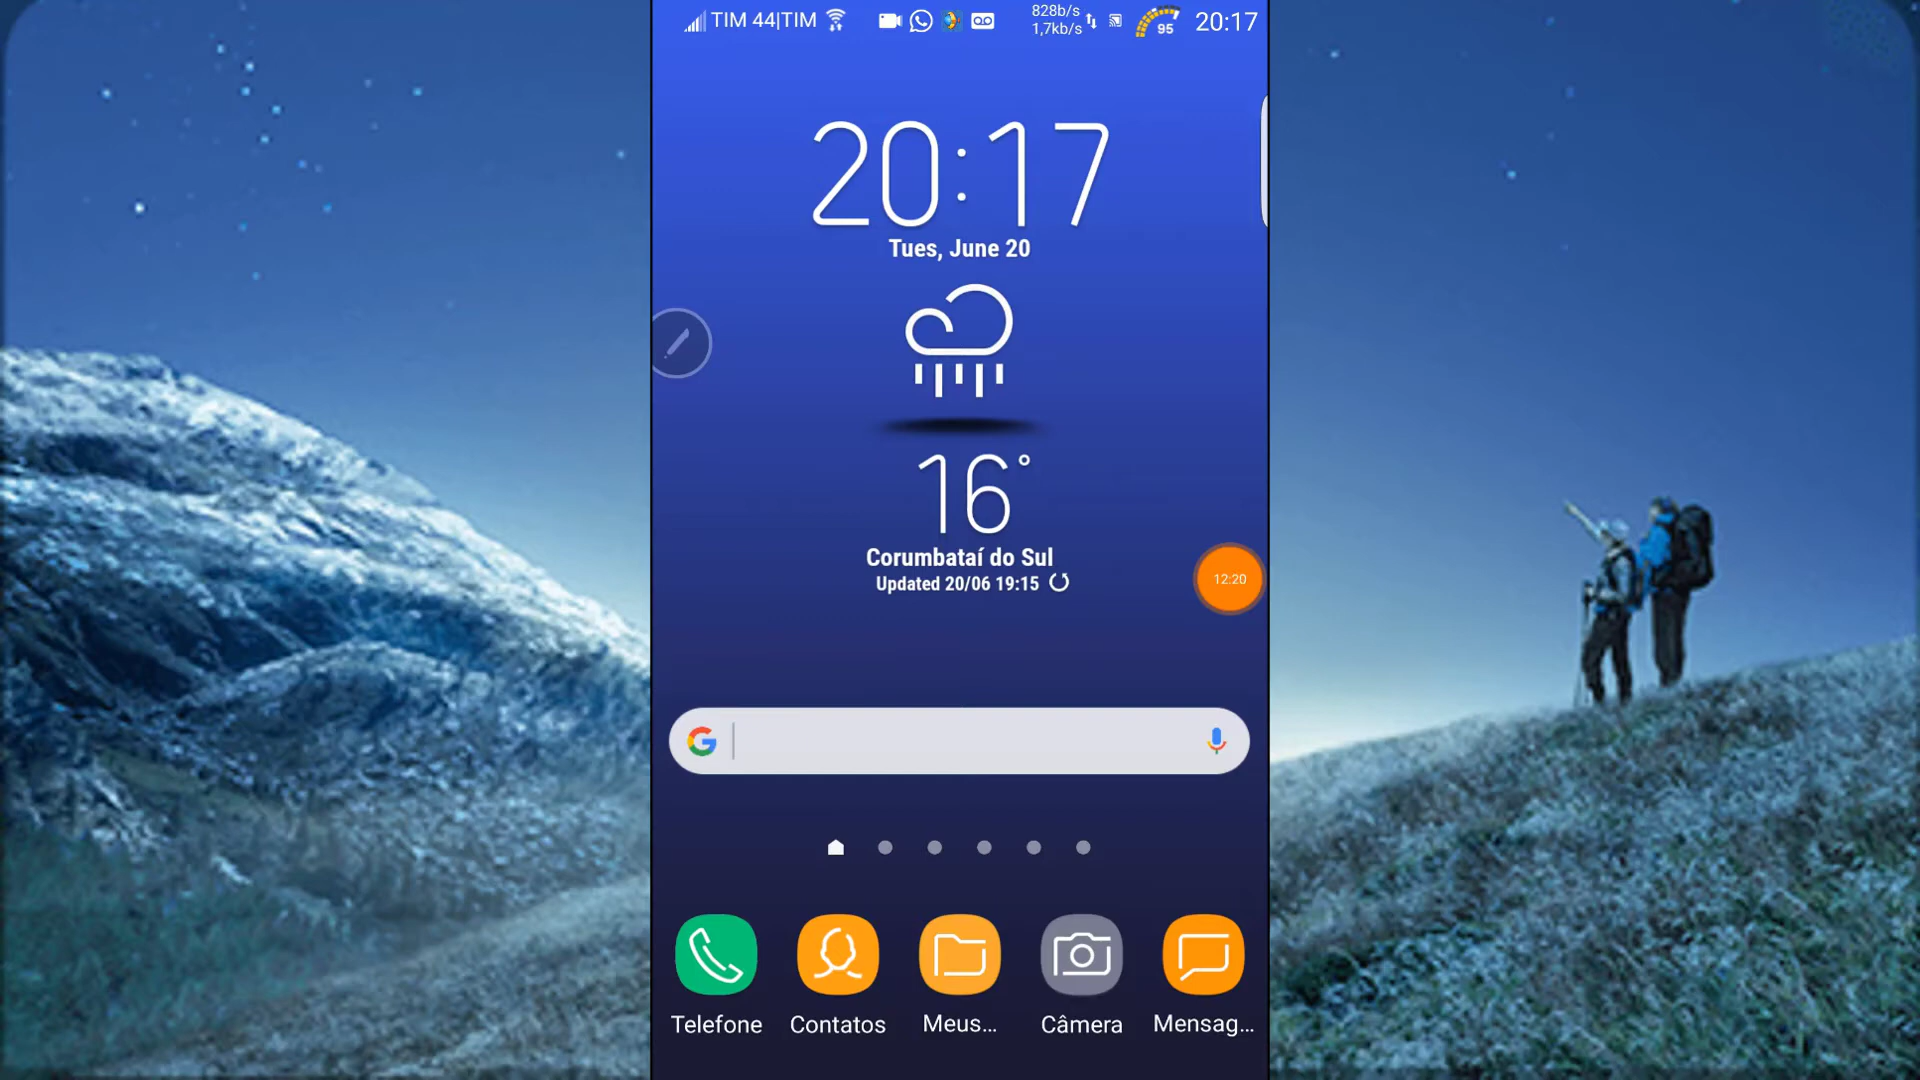 TIM 44|TIM
828b/s
1,7kb/s
95
20:17
20:17
Tues, June 20
16°
Corumbataí do Sul
Updated 20/06 19:15
12:20
Telefone
Contatos
Meus...
Câmera
Mensag...